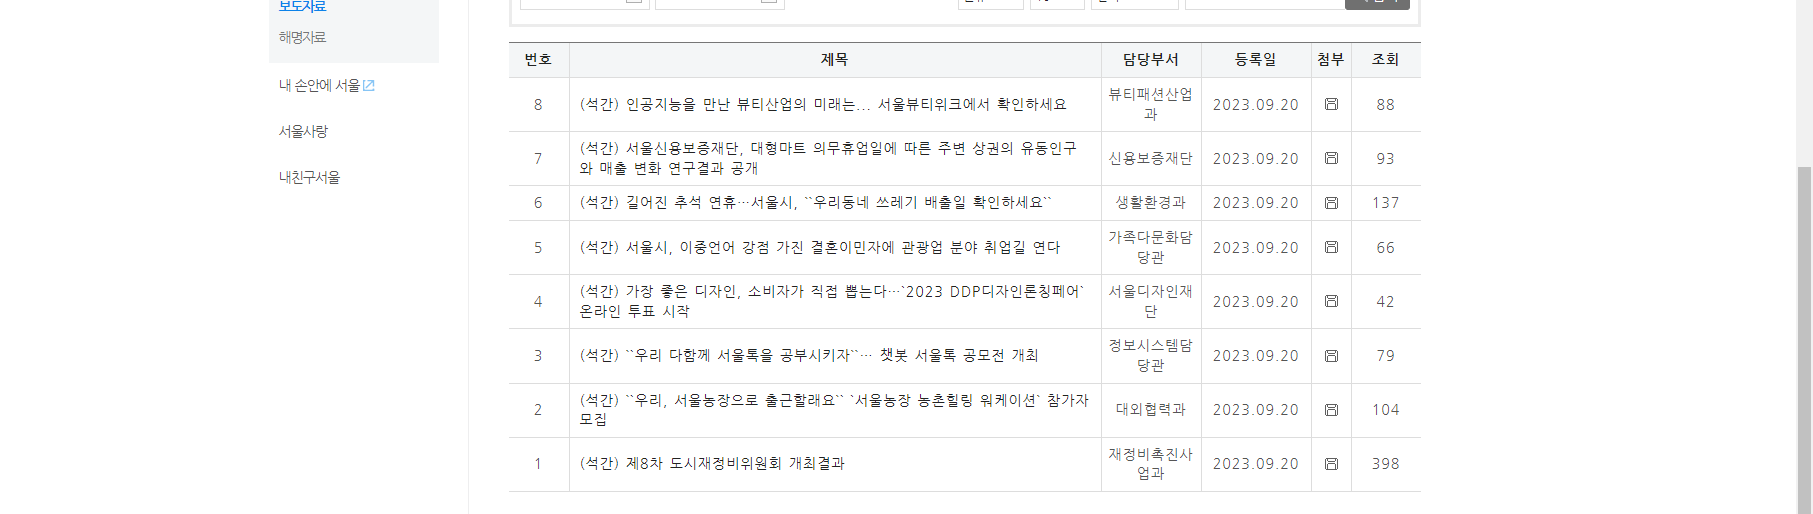 보도자료
해명자료
내 손안에 서울
서울사랑
내친구서울
번호 제목 담당부서 등록일 첨부 조회
8 (석간) 인공지능을 만난 뷰티산업의 미래는... 서울뷰티위크에서 확인하세요 뷰티패션산업과 2023.09.20 88
7 (석간) 서울신용보증재단, 대형마트 의무휴업일에 따른 주변 상권의 유동인구
와 매출 변화 연구결과 공개 신용보증재단 2023.09.20 93
6 (석간) 길어진 추석 연휴…서울시, ``우리동네 쓰레기 배출일 확인하세요`` 생활환경과 2023.09.20 137
5 (석간) 서울시, 이중언어 강점 가진 결혼이민자에 관광업 분야 취업길 연다 가족다문화담당관 2023.09.20 66
4 (석간) 가장 좋은 디자인, 소비자가 직접 뽑는다…`2023 DDP디자인론칭페어`
온라인 투표 시작 서울디자인재단 2023.09.20 42
3 (석간) ``우리 다함께 서울톡을 공부시키자``… 챗봇 서울톡 공모전 개최 정보시스템담당관 2023.09.20 79
2 (석간) ``우리, 서울농장으로 출근할래요`` `서울농장 농촌힐링 워케이션` 참가자
모집 대외협력과 2023.09.20 104
1 (석간) 제8차 도시재정비위원회 개최결과 재정비촉진사업과 2023.09.20 398